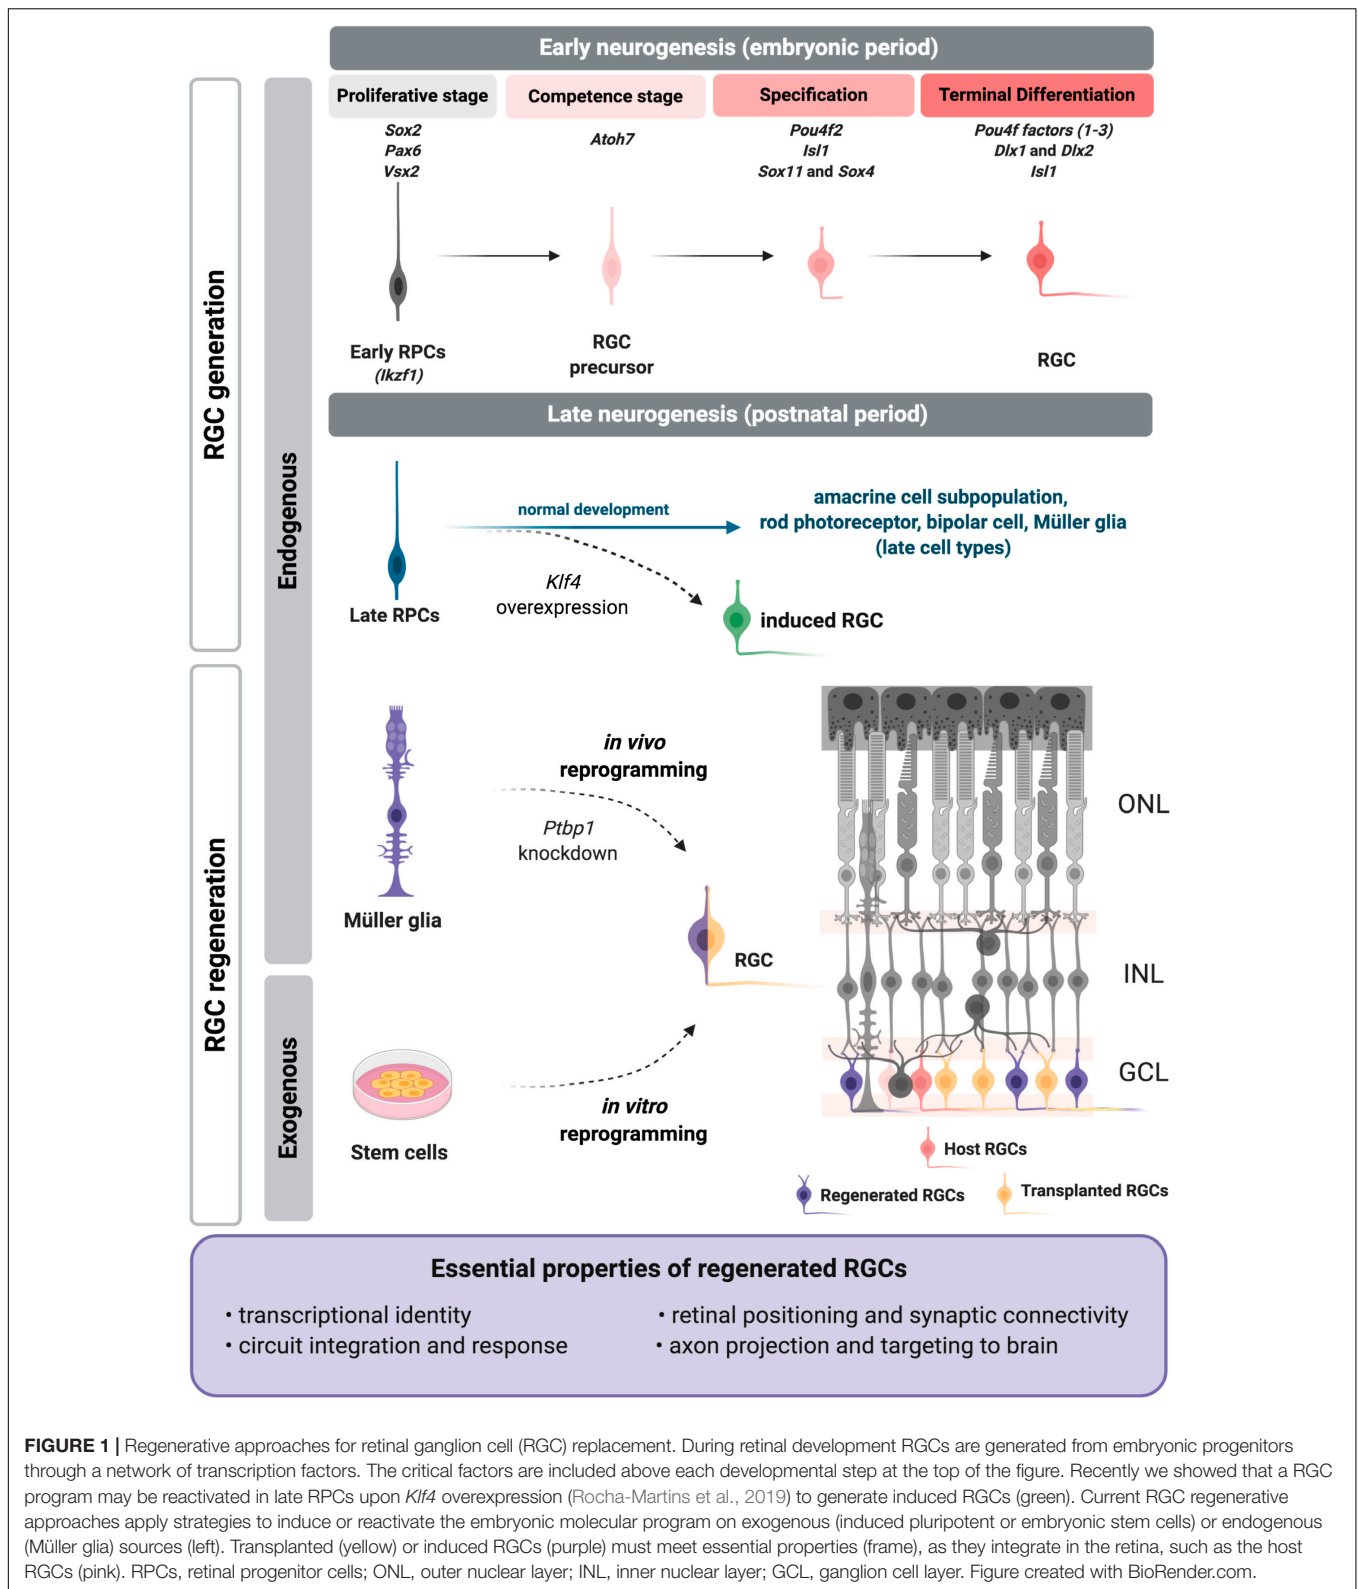 Early neurogenesis (embryonic period)
Proliferative stage
Competence stage
Specification
Terminal Differentiation
Sox2
Pax6
Vsx2
Atoh7
Pou4f2
Isl1
Sox11 and Sox4
Pou4f factors (1-3)
Dlx1 and Dlx2
Isl1
Early RPCs
(Ikzf1)
RGC
precursor
RGC
RGC generation
Endogenous
Late neurogenesis (postnatal period)
normal development
amacrine cell subpopulation,
rod photoreceptor, bipolar cell, Müller glia
(late cell types)
Klf4
overexpression
Late RPCs
induced RGC
RGC regeneration
in vivo
reprogramming
Ptbp1
knockdown
Müller glia
RGC
ONL
INL
GCL
Exogenous
in vitro
reprogramming
Stem cells
Host RGCs
Regenerated RGCs
Transplanted RGCs
Essential properties of regenerated RGCs
• transcriptional identity
• retinal positioning and synaptic connectivity
• circuit integration and response
• axon projection and targeting to brain
FIGURE 1 | Regenerative approaches for retinal ganglion cell (RGC) replacement. During retinal development RGCs are generated from embryonic progenitors
through a network of transcription factors. The critical factors are included above each developmental step at the top of the figure. Recently we showed that a RGC
program may be reactivated in late RPCs upon Klf4 overexpression (Rocha-Martins et al., 2019) to generate induced RGCs (green). Current RGC regenerative
approaches apply strategies to induce or reactivate the embryonic molecular program on exogenous (induced pluripotent or embryonic stem cells) or endogenous
(Müller glia) sources (left). Transplanted (yellow) or induced RGCs (purple) must meet essential properties (frame), as they integrate in the retina, such as the host
RGCs (pink). RPCs, retinal progenitor cells; ONL, outer nuclear layer; INL, inner nuclear layer; GCL, ganglion cell layer. Figure created with BioRender.com.